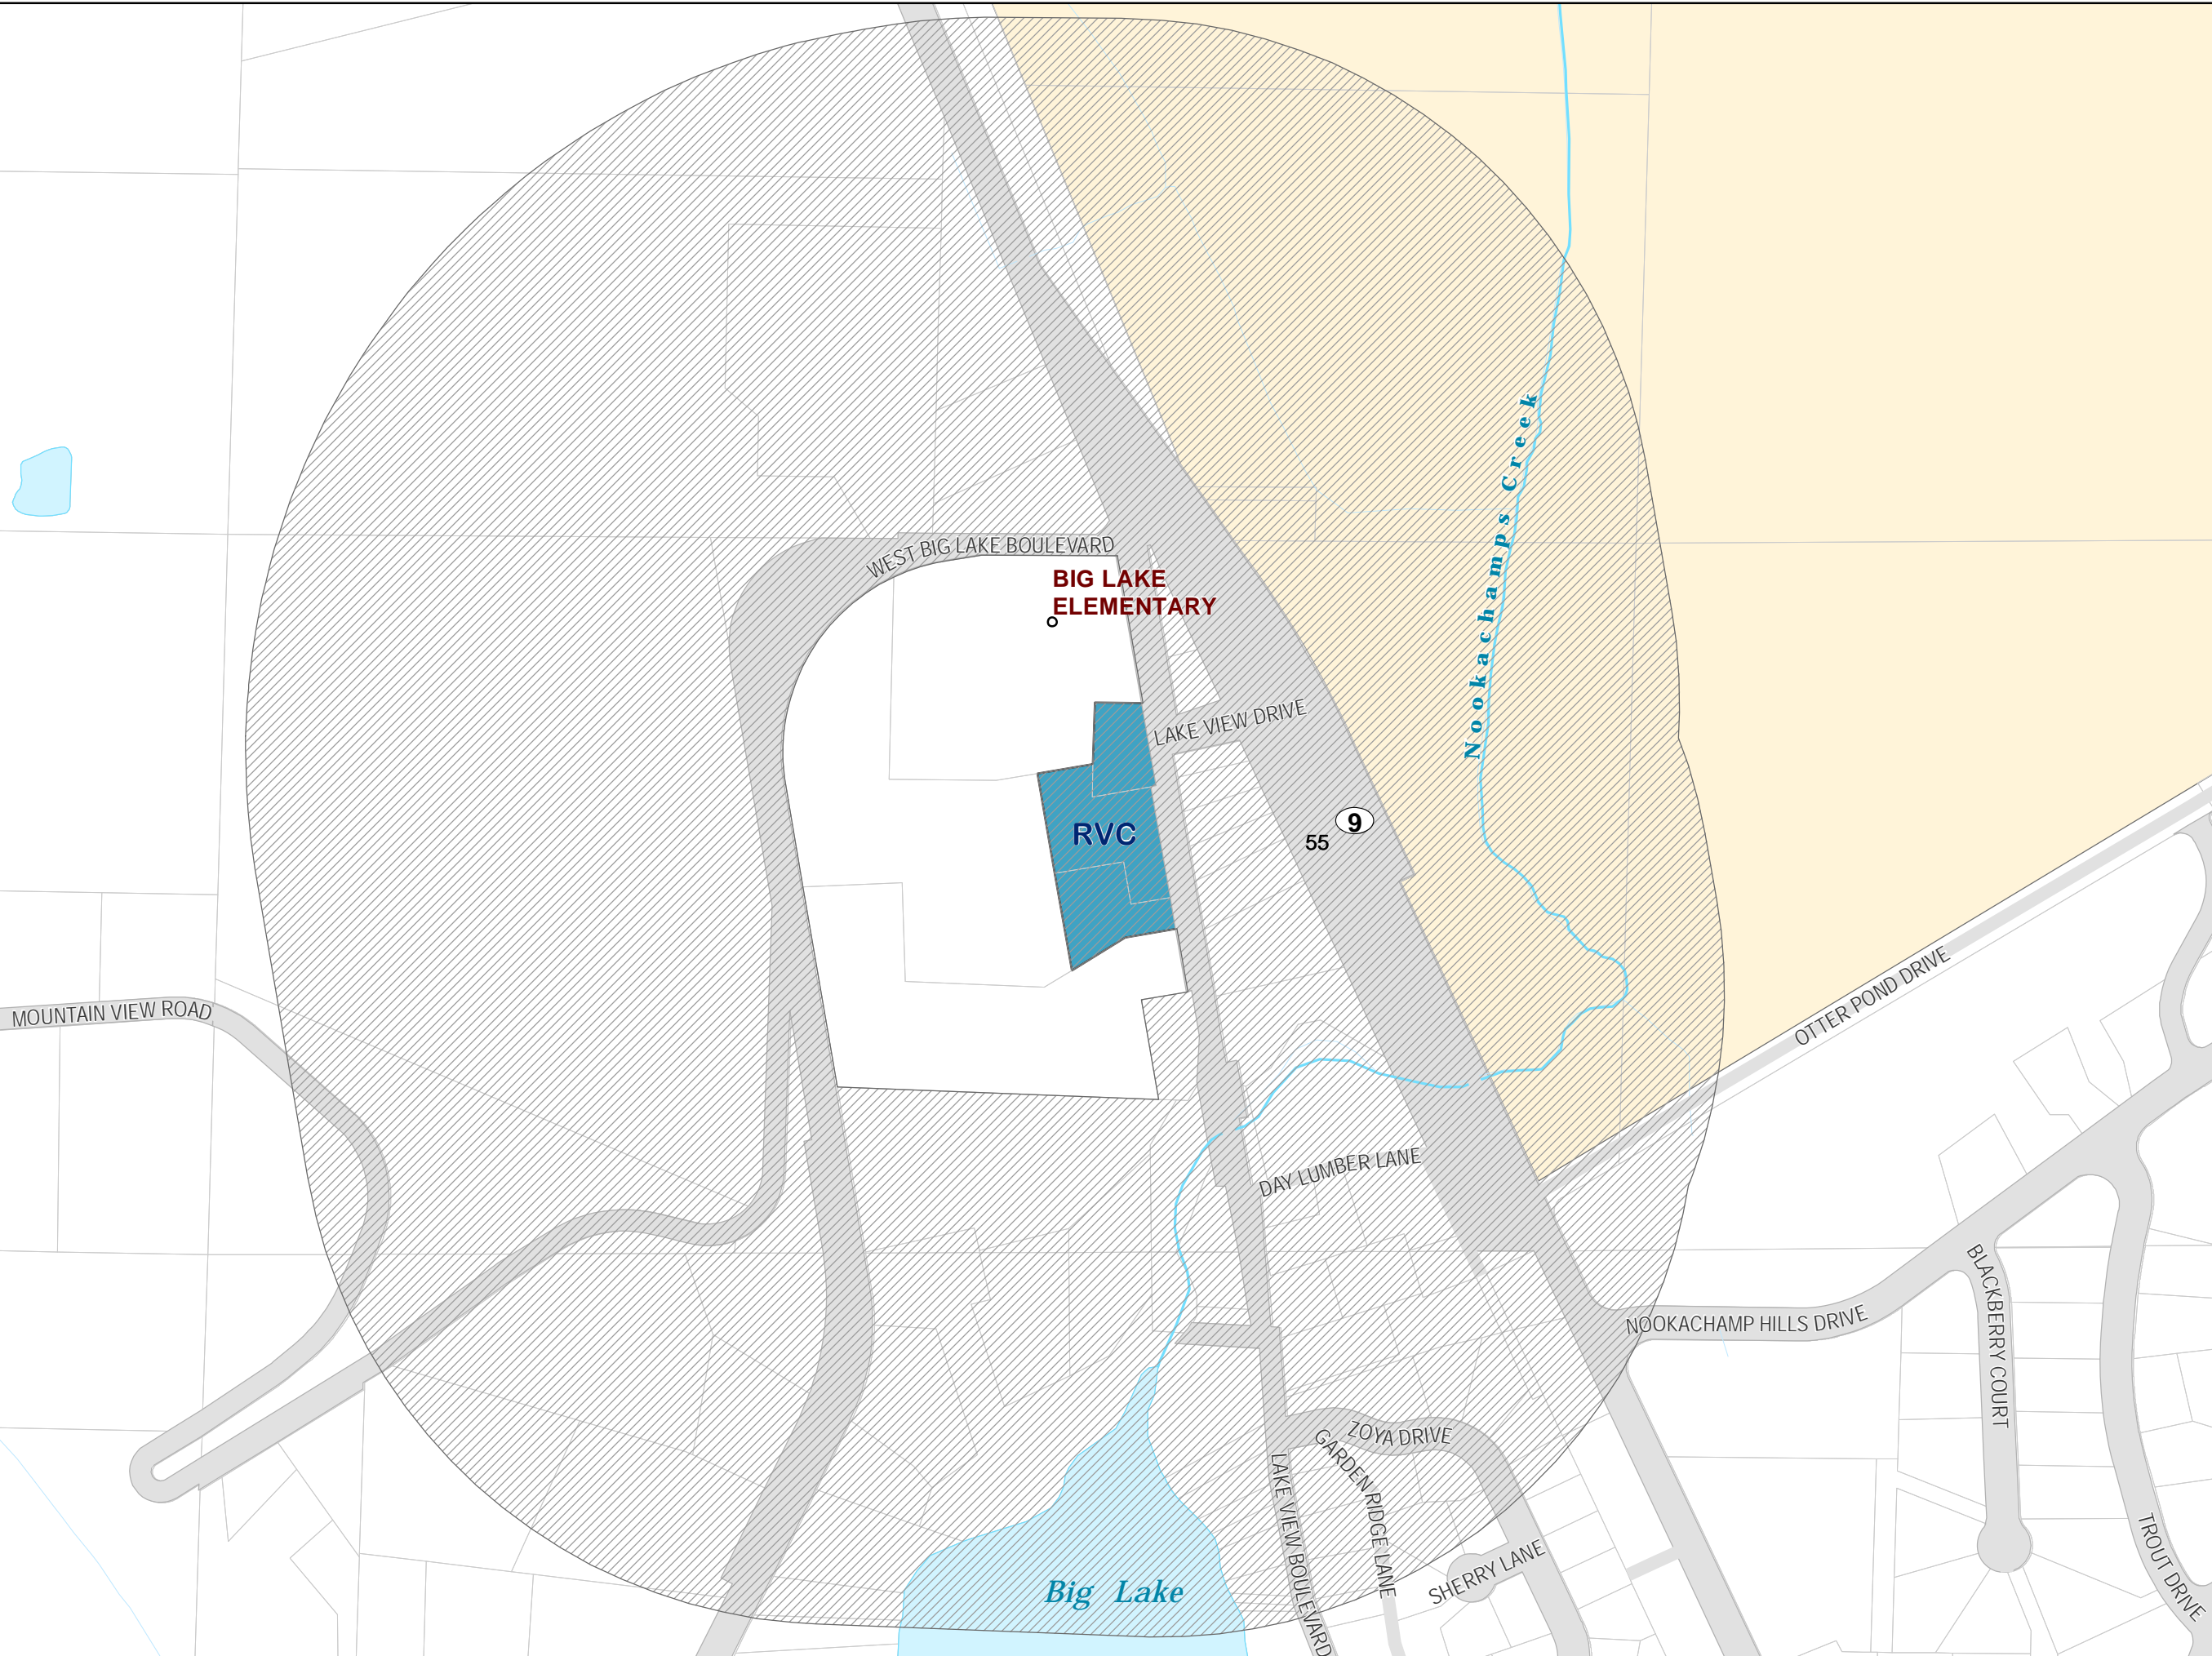 Nookachamps Creek
WEST BIG LAKE BOULEVARD
BIG LAKE
ELEMENTARY
LAKE VIEW DRIVE
RVC
9
55
MOUNTAIN VIEW ROAD
OTTER POND DRIVE
DAY LUMBER LANE
NOOKACHAMP HILLS DRIVE
BLACKBERRY COURT
ZOYA DRIVE
GARDEN RIDGE LANE
LAKE VIEW BOULEVARD
SHERRY LANE
TROUT DRIVE
Big Lake